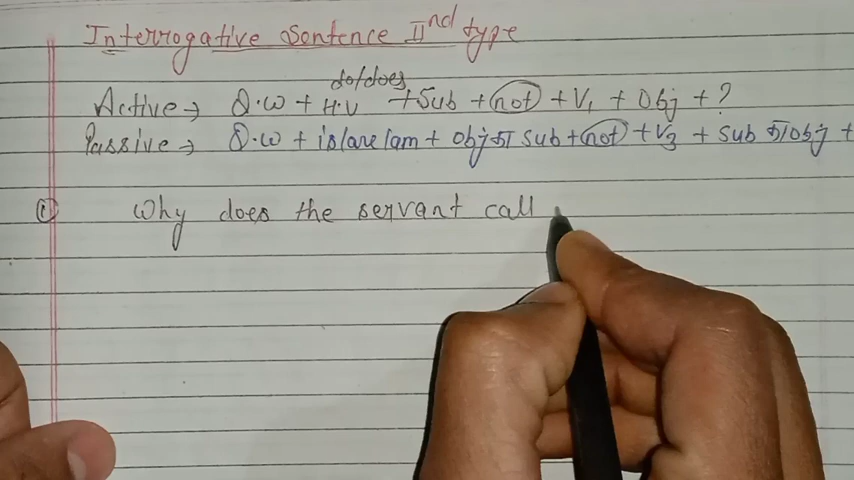 Interrogative Sentence IInd type
do/does
Active → Q.W + H.V + Sub + not + V1 + Obj + ?
Passive → Q.W + is/are/am + Obj का Sub + not + V3 + Sub का Obj +
① Why does the servant call